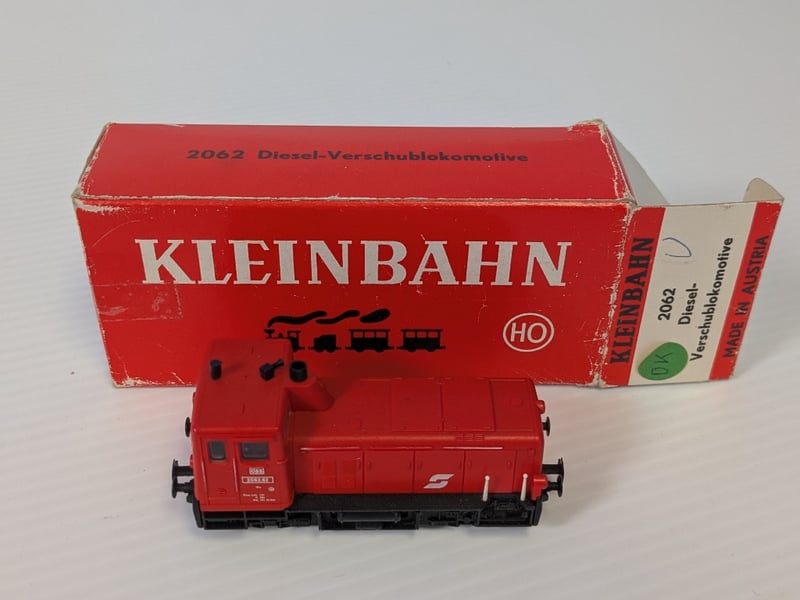 2062 Diesel-Verschublokomotive
KLEINBAHN
HO
KLEINBAHN
2062
Diesel-
Verschublokomotive
MADE IN AUSTRIA
OK
ÖBB